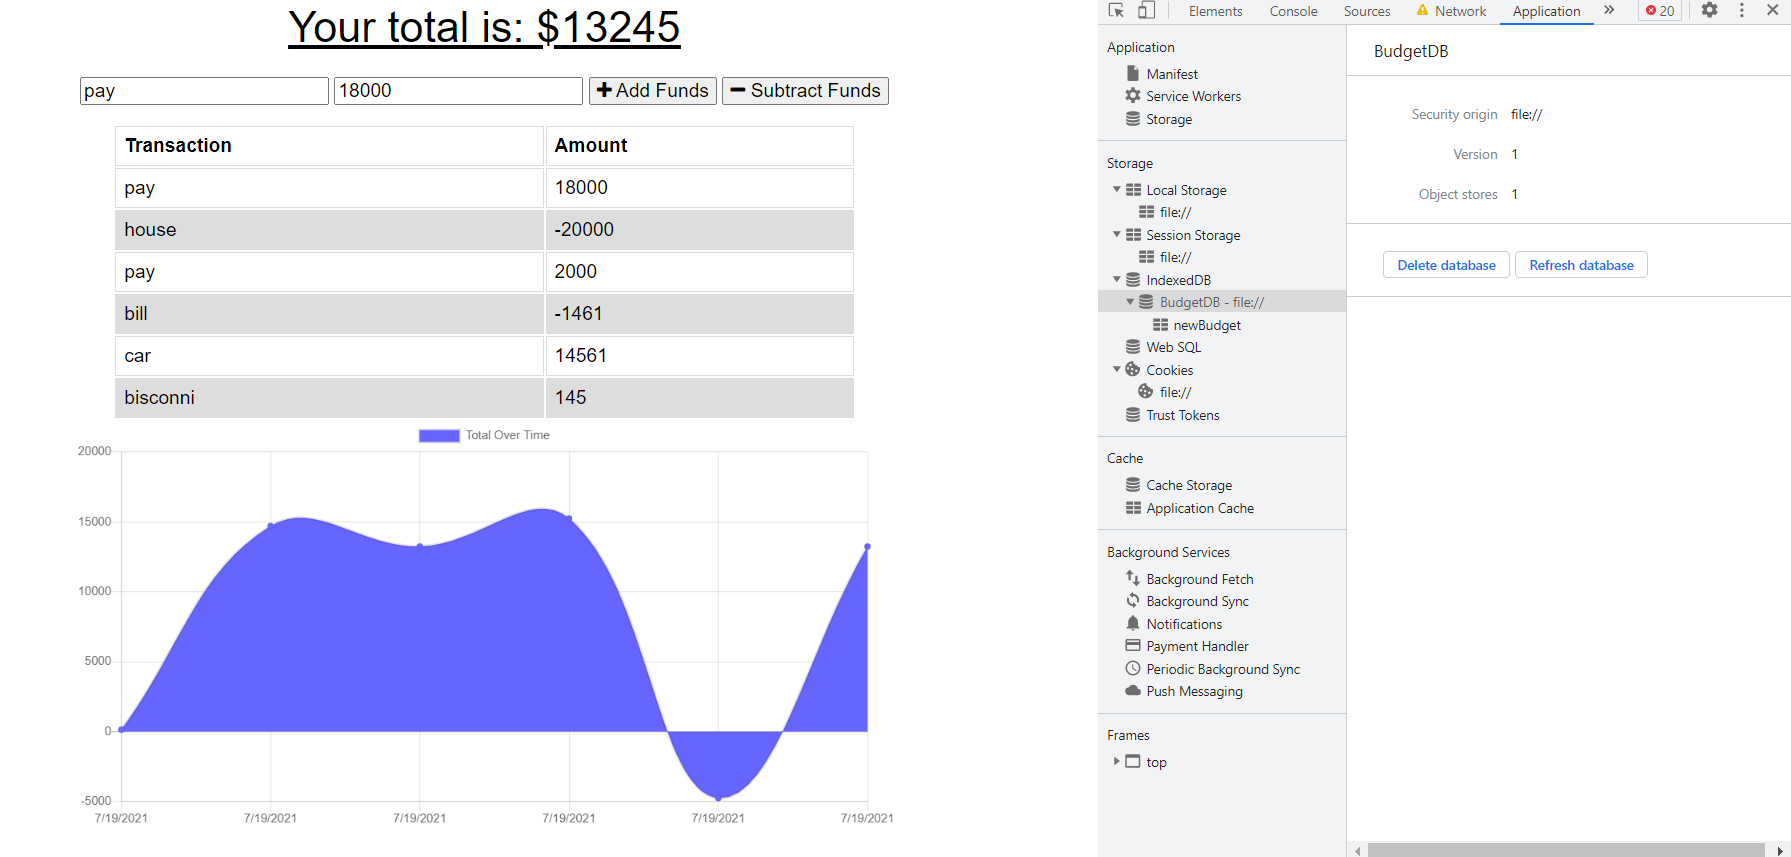 Your total is: $13245
pay 18000 Add Funds Subtract Funds
Transaction Amount
pay 18000
house -20000
pay 2000
bill -1461
car 14561
bisconni 145
Total Over Time
20000
15000
10000
5000
0
-5000
7/19/2021 7/19/2021 7/19/2021 7/19/2021 7/19/2021 7/19/2021
Elements Console Sources Network Application » 20
Application
Manifest
Service Workers
Storage
Storage
Local Storage
file://
Session Storage
file://
IndexedDB
BudgetDB - file://
newBudget
Web SQL
Cookies
file://
Trust Tokens
Cache
Cache Storage
Application Cache
Background Services
Background Fetch
Background Sync
Notifications
Payment Handler
Periodic Background Sync
Push Messaging
Frames
top
BudgetDB
Security origin file://
Version 1
Object stores 1
Delete database Refresh database